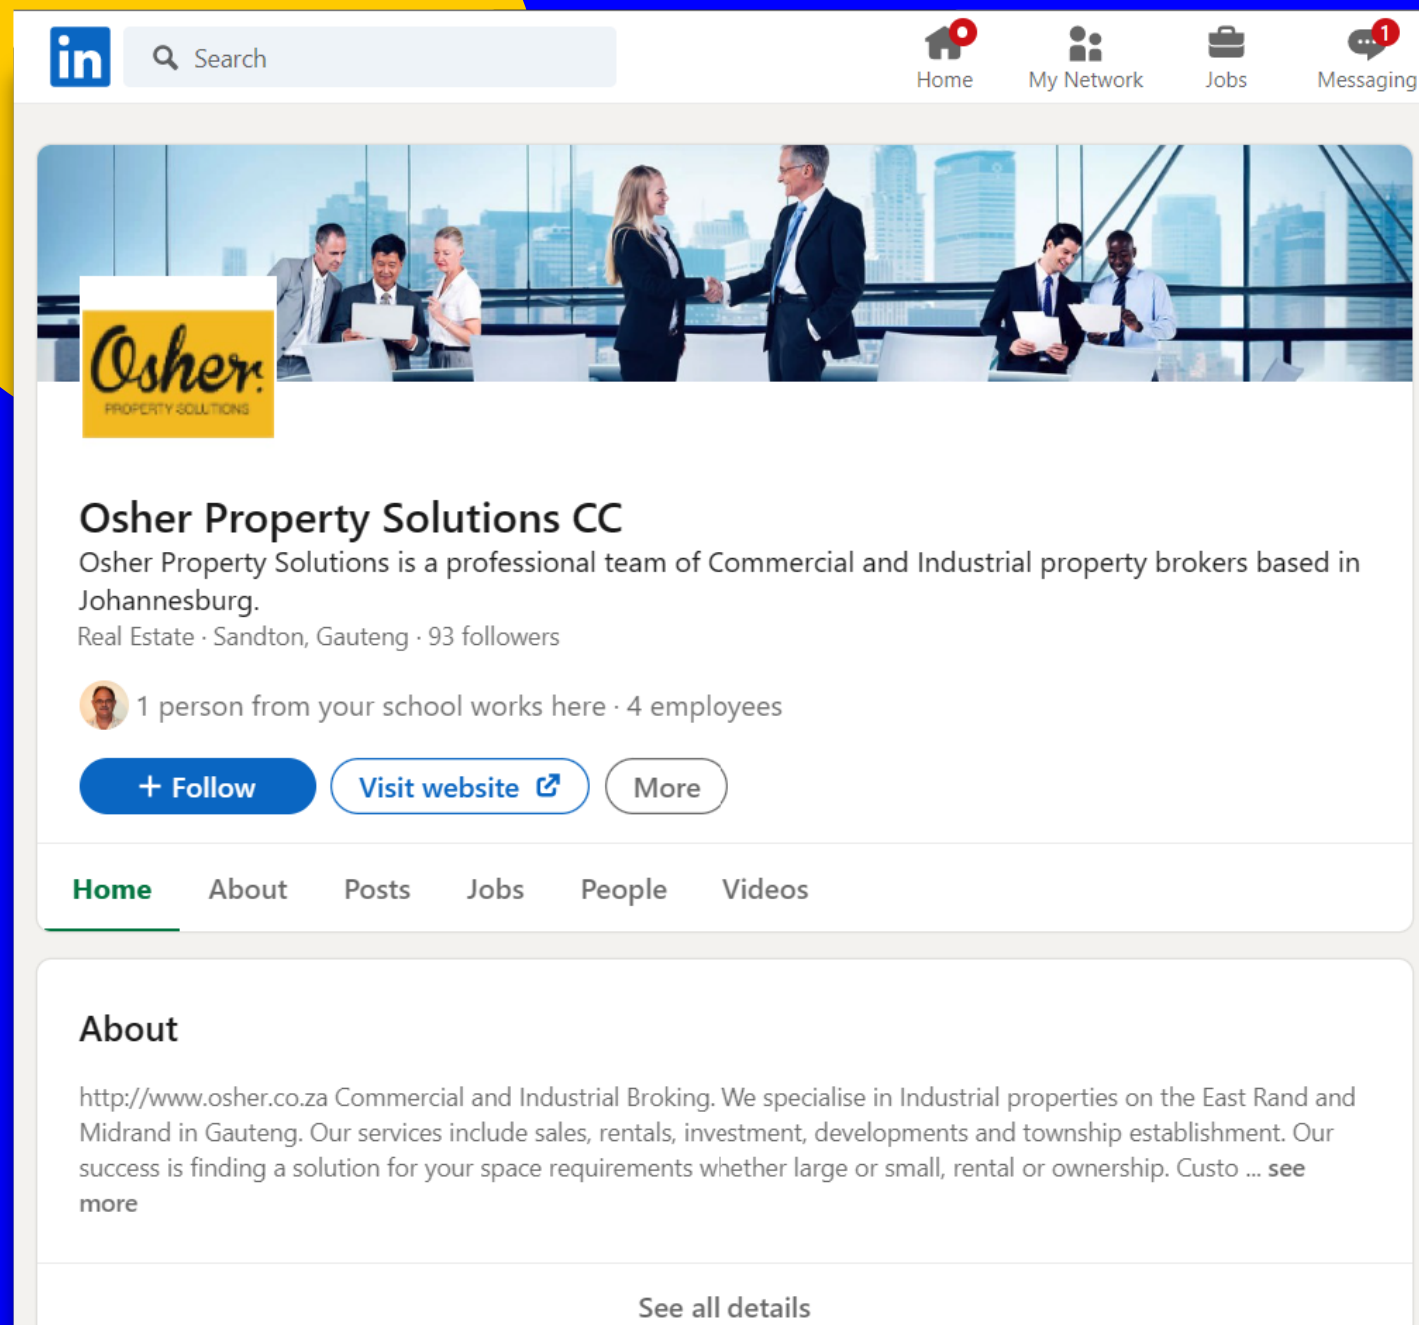 in
Search
Home
My Network
Jobs
1
Messaging
Osher.
PROPERTY SOLUTIONS
Osher Property Solutions CC
Osher Property Solutions is a professional team of Commercial and Industrial property brokers based in
Johannesburg.
Real Estate · Sandton, Gauteng · 93 followers
1 person from your school works here · 4 employees
+ Follow
Visit website
More
Home
About
Posts
Jobs
People
Videos
About
http://www.osher.co.za Commercial and Industrial Broking. We specialise in Industrial properties on the East Rand and
Midrand in Gauteng. Our services include sales, rentals, investment, developments and township establishment. Our
success is finding a solution for your space requirements whether large or small, rental or ownership. Custo ... see
more
See all details